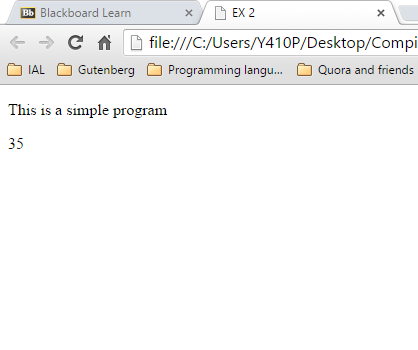 Bb Blackboard Learn
EX 2
file:///C:/Users/Y410P/Desktop/Compi
IAL
Gutenberg
Programming langu...
Quora and friends
This is a simple program
35